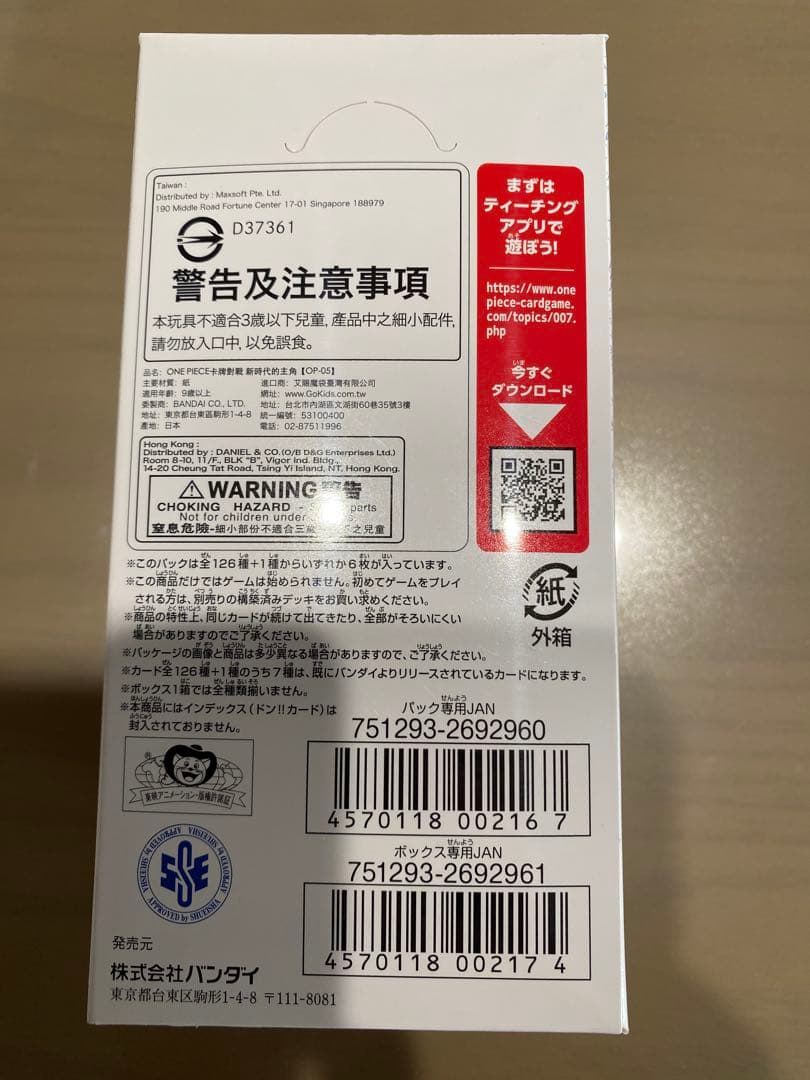 Taiwan :
Distributed by : Maxsoft Pte. Ltd.
190 Middle Road Fortune Center 17-01 Singapore 188979
D37361
警告及注意事項
本玩具不適合3歲以下兒童, 產品中之細小配件,
請勿放入口中, 以免誤食。
品名: ONE PIECE卡牌對戰 新時代的主角【OP-05】
主要材質: 紙 進口商: 艾賜魔袋臺灣有限公司
適用年齡: 9歲以上 網址: www.GoKids.com.tw
委製商: BANDAI CO., LTD. 地址: 台北市內湖區文湖街60巷35號3樓
地址: 東京都台東區駒形1-4-8 統一編號: 53100400
產地: 日本 電話: 02-87511996
Hong Kong :
Distributed by : DANIEL & CO.(O/B D&G Enterprises Ltd.)
Room 8-10, 11/F., BLK "B", Vigor Ind. Bldg.,
14-20 Cheung Tat Road, Tsing Yi Island, NT, Hong Kong.
WARNING 警告
CHOKING HAZARD - parts
Not for children under
窒息危險-細小部份不適合三歲 之兒童
まずは
ティーチング
アプリで
遊ぼう!
https://www.one
piece-cardgame.
com/topics/007.
php
今すぐ
ダウンロード
紙
外箱
※このパックは全126種+1種からいずれか6枚が入っています。
※この商品だけではゲームは始められません。初めてゲームをプレイ
される方は、別売りの構築済みデッキをお買い求めください。
※商品の特性上、同じカードが続けて出てきたり、全部がそろいにくい
場合がありますのでご了承ください。
※パッケージの画像と商品は多少異なる場合がありますので、ご了承ください。
※カード全126種+1種のうち7種は、既にバンダイよりリリースされているカードになります。
※ボックス1箱では全種類揃いません。
※本商品にはインデックス(ドン!!カード)は
封入されておりません。
パック専用JAN
751293-2692960
4570118 00216 7
ボックス専用JAN
751293-2692961
4570118 00217 4
東映アニメーション・版権許諾証
APPROVED by SHUEISHA
APPROVED by SHUEISHA
APPROVED by SHUEISHA
発売元
株式会社バンダイ
東京都台東区駒形1-4-8 〒111-8081